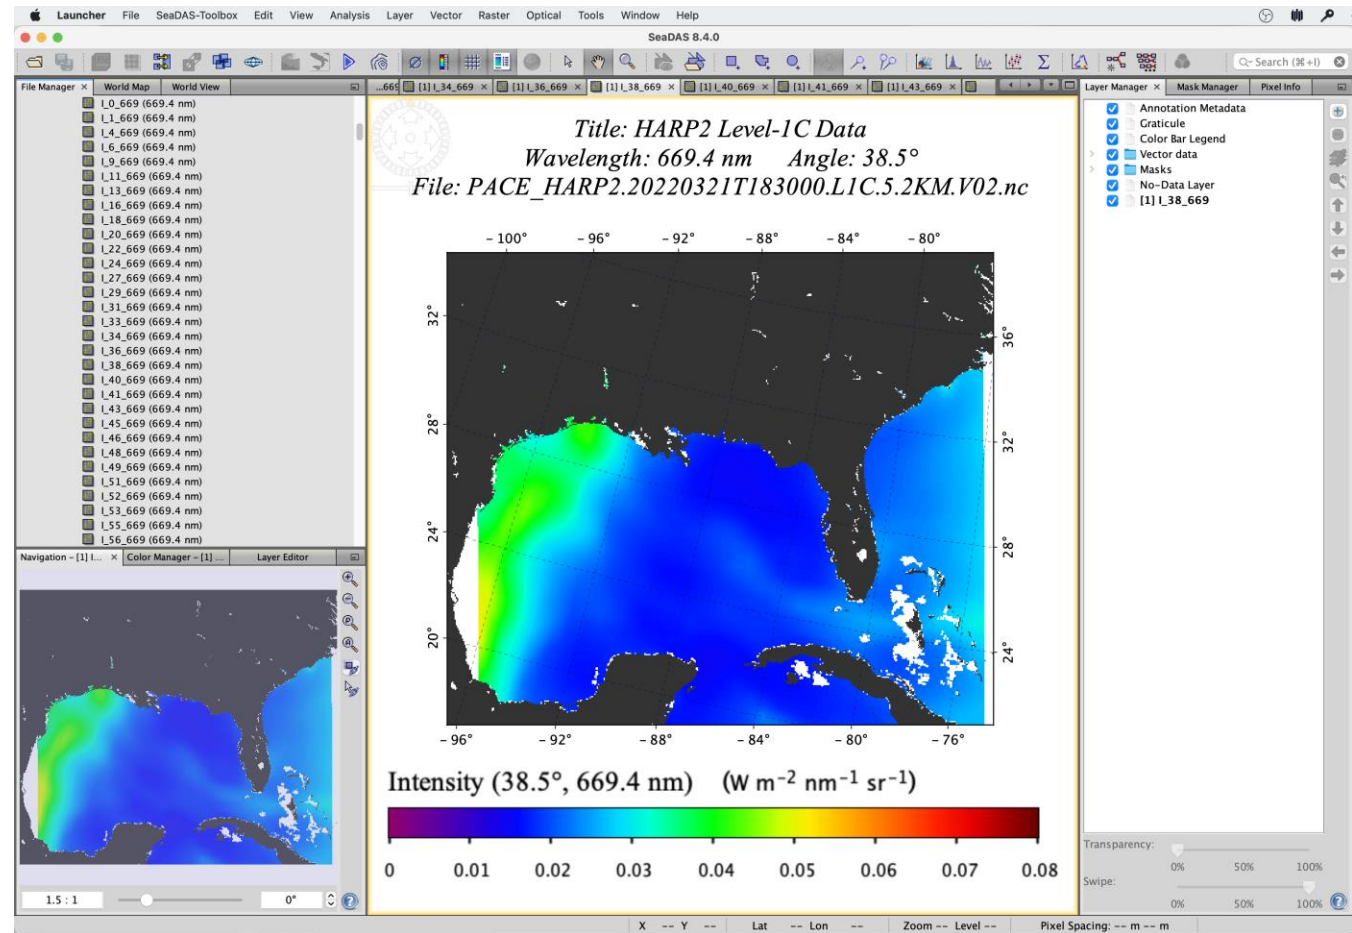 Launcher File SeaDAS-Toolbox Edit View Analysis Layer Vector Raster Optical Tools Window Help
SeaDAS 8.4.0
Search (⌘+I)
File Manager × World Map World View
...669 [1] I_34_669 × [1] I_36_669 × [1] I_38_669 × [1] I_40_669 × [1] I_41_669 × [1] I_43_669 ×
Layer Manager × Mask Manager Pixel Info
I_0_669 (669.4 nm)
I_1_669 (669.4 nm)
I_4_669 (669.4 nm)
I_6_669 (669.4 nm)
I_9_669 (669.4 nm)
I_11_669 (669.4 nm)
I_13_669 (669.4 nm)
I_16_669 (669.4 nm)
I_18_669 (669.4 nm)
I_20_669 (669.4 nm)
I_22_669 (669.4 nm)
I_24_669 (669.4 nm)
I_27_669 (669.4 nm)
I_29_669 (669.4 nm)
I_31_669 (669.4 nm)
I_33_669 (669.4 nm)
I_34_669 (669.4 nm)
I_36_669 (669.4 nm)
I_38_669 (669.4 nm)
I_40_669 (669.4 nm)
I_41_669 (669.4 nm)
I_43_669 (669.4 nm)
I_45_669 (669.4 nm)
I_46_669 (669.4 nm)
I_48_669 (669.4 nm)
I_49_669 (669.4 nm)
I_51_669 (669.4 nm)
I_52_669 (669.4 nm)
I_53_669 (669.4 nm)
I_55_669 (669.4 nm)
I_56_669 (669.4 nm)
Navigation - [1] I... × Color Manager - [1] ... Layer Editor
1.5 : 1 0°
Title: HARP2 Level-1C Data
Wavelength: 669.4 nm Angle: 38.5°
File: PACE_HARP2.20220321T183000.L1C.5.2KM.V02.nc
-100° -96° -92° -88° -84° -80°
32°
28°
24°
20°
36°
32°
28°
24°
-96° -92° -88° -84° -80° -76°
Intensity (38.5°, 669.4 nm) (W m⁻² nm⁻¹ sr⁻¹)
0 0.01 0.02 0.03 0.04 0.05 0.06 0.07 0.08
Annotation Metadata
Graticule
Color Bar Legend
Vector data
Masks
No-Data Layer
[1] I_38_669
Transparency:
0% 50% 100%
Swipe:
0% 50% 100%
X -- Y -- Lat -- Lon -- Zoom -- Level -- Pixel Spacing: -- m -- m